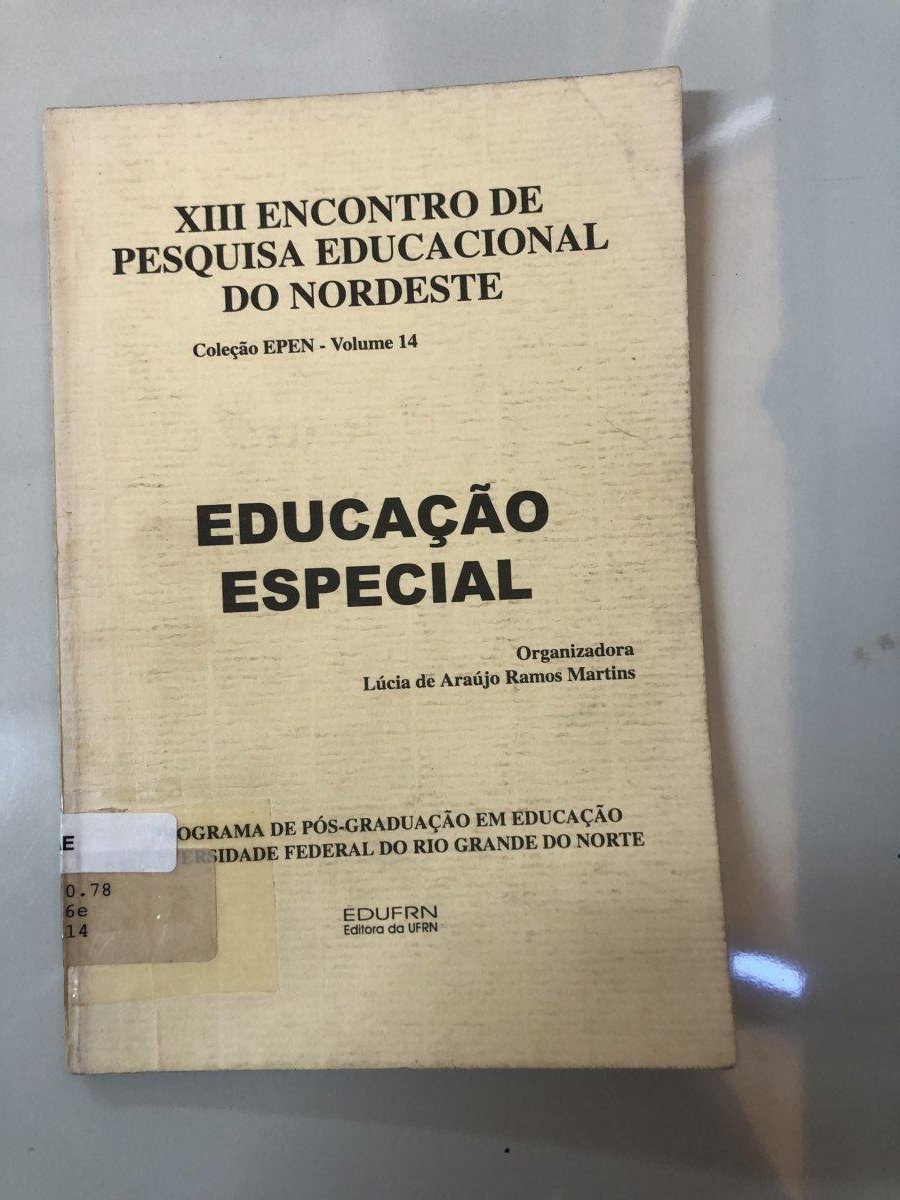 XIII ENCONTRO DE
PESQUISA EDUCACIONAL
DO NORDESTE
Coleção EPEN - Volume 14
EDUCAÇÃO
ESPECIAL
Organizadora
Lúcia de Araújo Ramos Martins
OGRAMA DE PÓS-GRADUAÇÃO EM EDUCAÇÃO
VERSIDADE FEDERAL DO RIO GRANDE DO NORTE
E
0.78
6e
14
EDUFRN
Editora da UFRN